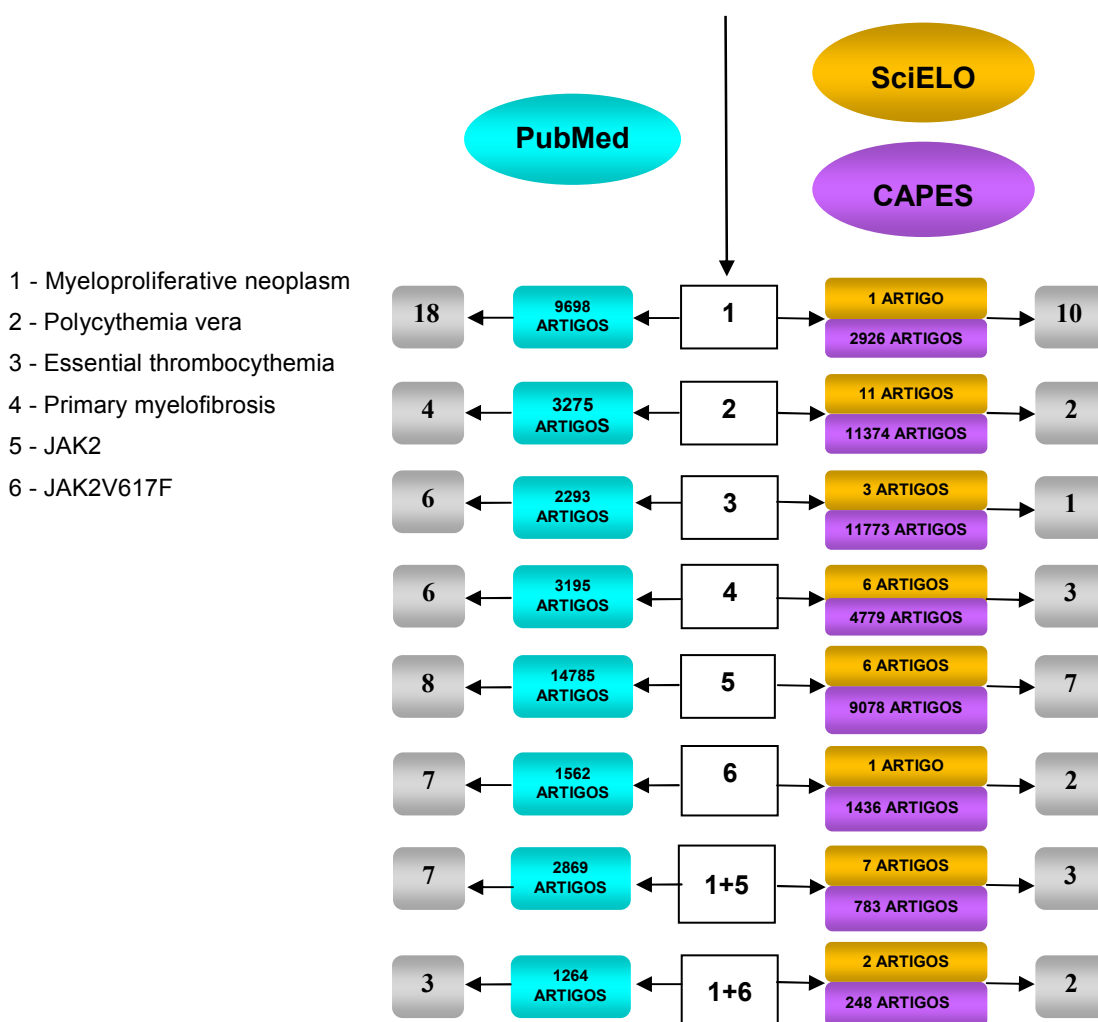 SciELO
PubMed
CAPES
1 - Myeloproliferative neoplasm
2 - Polycythemia vera
3 - Essential thrombocythemia
4 - Primary myelofibrosis
5 - JAK2
6 - JAK2V617F
18
9698
ARTIGOS
1
1 ARTIGO
2926 ARTIGOS
10
4
3275
ARTIGOS
2
11 ARTIGOS
11374 ARTIGOS
2
6
2293
ARTIGOS
3
3 ARTIGOS
11773 ARTIGOS
1
6
3195
ARTIGOS
4
6 ARTIGOS
4779 ARTIGOS
3
8
14785
ARTIGOS
5
6 ARTIGOS
9078 ARTIGOS
7
7
1562
ARTIGOS
6
1 ARTIGO
1436 ARTIGOS
2
7
2869
ARTIGOS
1+5
7 ARTIGOS
783 ARTIGOS
3
3
1264
ARTIGOS
1+6
2 ARTIGOS
248 ARTIGOS
2